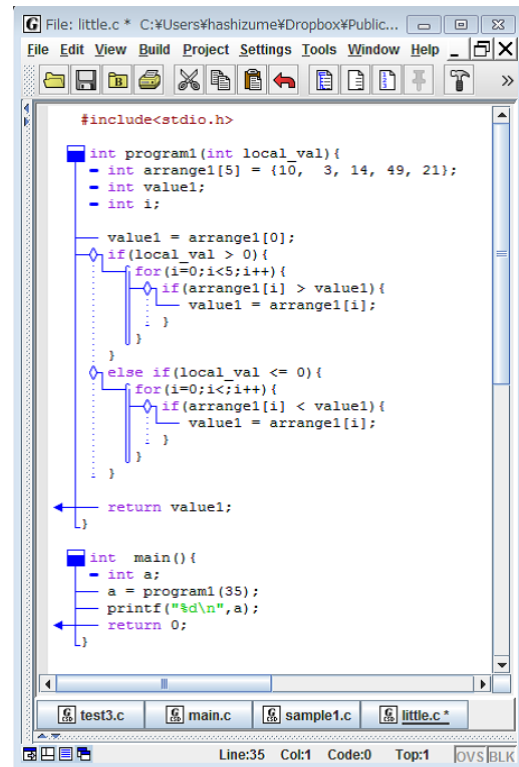 File: little.c * C:¥Users¥hashizume¥Dropbox¥Public...
File Edit View Build Project Settings Tools Window Help
#include<stdio.h>
int program1(int local_val){
int arrange1[5] = {10, 3, 14, 49, 21};
int value1;
int i;
value1 = arrange1[0];
if(local_val > 0){
for(i=0;i<5;i++){
if(arrange1[i] > value1){
value1 = arrange1[i];
}
}
}
else if(local_val <= 0){
for(i=0;i<;i++){
if(arrange1[i] < value1){
value1 = arrange1[i];
}
}
}
return value1;
}
int main(){
int a;
a = program1(35);
printf("%d\n",a);
return 0;
}
test3.c main.c sample1.c little.c *
Line:35 Col:1 Code:0 Top:1 OVS BLK